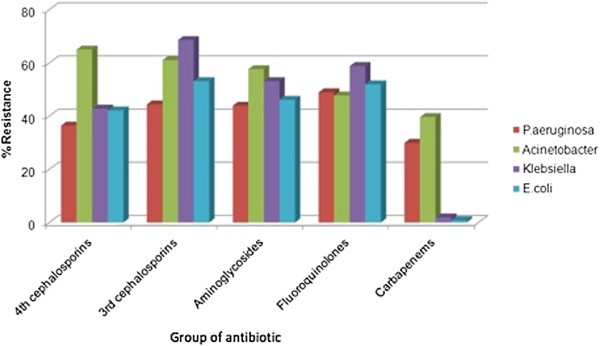 80
60
40
20
0
%Resistance
4th cephalosporins
3rd cephalosporins
Aminoglycosides
Fluoroquinolones
Carbapenems
Group of antibiotic
P.aeruginosa
Acinetobacter
Klebsiella
E.coli